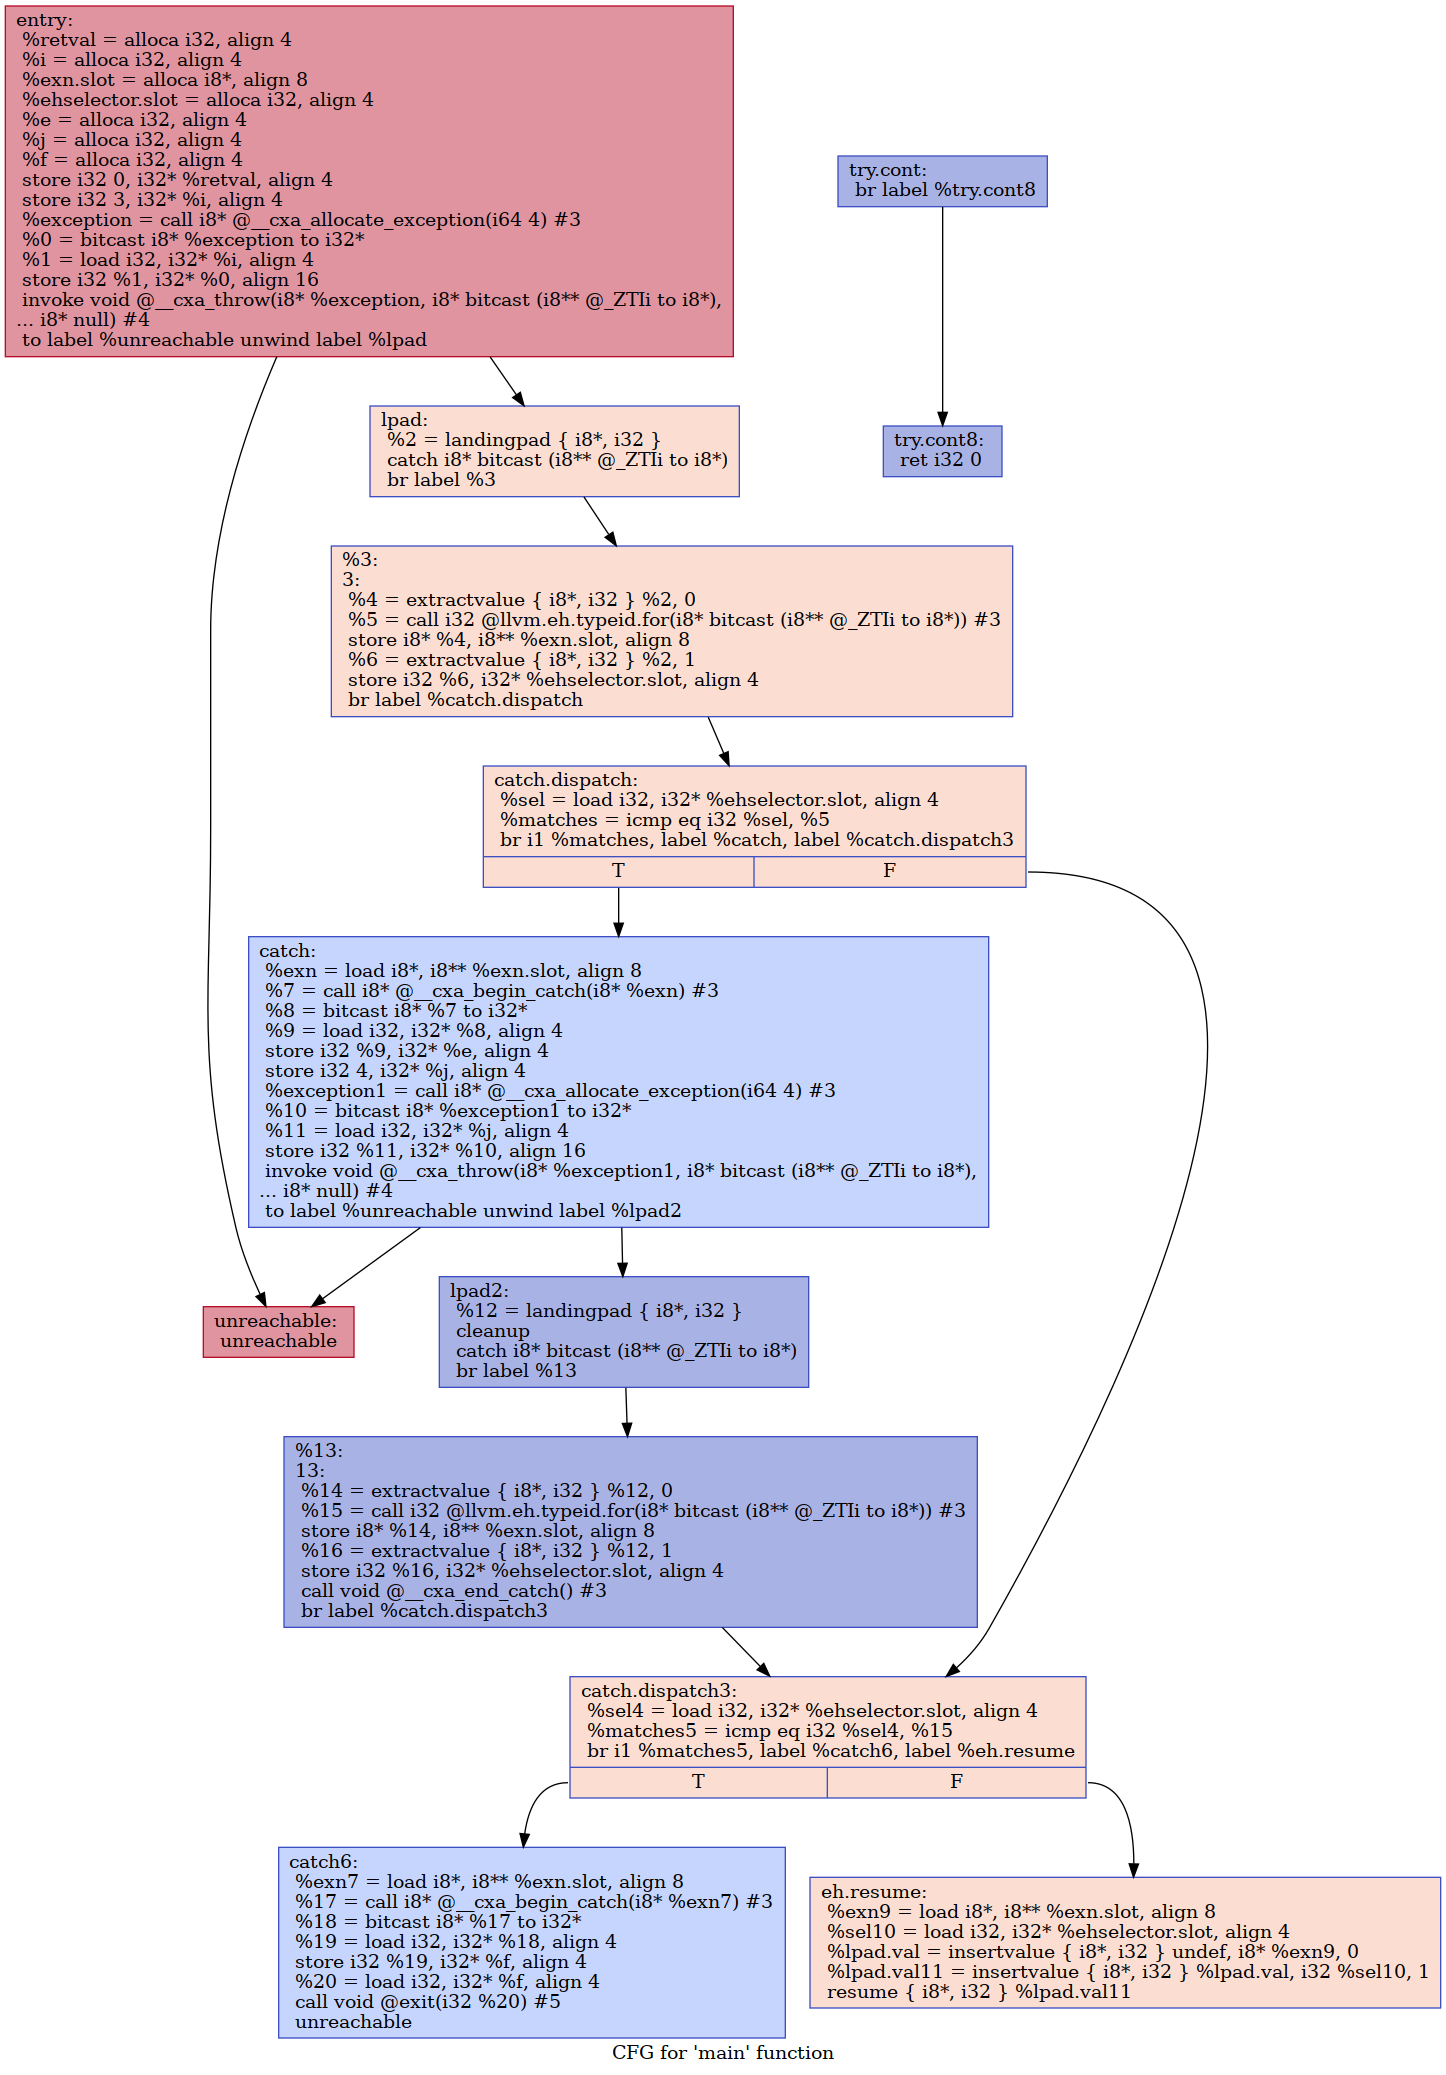 entry:
%retval = alloca i32, align 4
%i = alloca i32, align 4
%exn.slot = alloca i8*, align 8
%ehselector.slot = alloca i32, align 4
%e = alloca i32, align 4
%j = alloca i32, align 4
%f = alloca i32, align 4
store i32 0, i32* %retval, align 4
store i32 3, i32* %i, align 4
%exception = call i8* @__cxa_allocate_exception(i64 4) #3
%0 = bitcast i8* %exception to i32*
%1 = load i32, i32* %i, align 4
store i32 %1, i32* %0, align 16
invoke void @__cxa_throw(i8* %exception, i8* bitcast (i8** @_ZTIi to i8*),
... i8* null) #4
to label %unreachable unwind label %lpad
try.cont:
br label %try.cont8
lpad:
%2 = landingpad { i8*, i32 }
catch i8* bitcast (i8** @_ZTIi to i8*)
br label %3
try.cont8:
ret i32 0
%3:
3:
%4 = extractvalue { i8*, i32 } %2, 0
%5 = call i32 @llvm.eh.typeid.for(i8* bitcast (i8** @_ZTIi to i8*)) #3
store i8* %4, i8** %exn.slot, align 8
%6 = extractvalue { i8*, i32 } %2, 1
store i32 %6, i32* %ehselector.slot, align 4
br label %catch.dispatch
catch.dispatch:
%sel = load i32, i32* %ehselector.slot, align 4
%matches = icmp eq i32 %sel, %5
br i1 %matches, label %catch, label %catch.dispatch3
T F
catch:
%exn = load i8*, i8** %exn.slot, align 8
%7 = call i8* @__cxa_begin_catch(i8* %exn) #3
%8 = bitcast i8* %7 to i32*
%9 = load i32, i32* %8, align 4
store i32 %9, i32* %e, align 4
store i32 4, i32* %j, align 4
%exception1 = call i8* @__cxa_allocate_exception(i64 4) #3
%10 = bitcast i8* %exception1 to i32*
%11 = load i32, i32* %j, align 4
store i32 %11, i32* %10, align 16
invoke void @__cxa_throw(i8* %exception1, i8* bitcast (i8** @_ZTIi to i8*),
... i8* null) #4
to label %unreachable unwind label %lpad2
unreachable:
unreachable
lpad2:
%12 = landingpad { i8*, i32 }
cleanup
catch i8* bitcast (i8** @_ZTIi to i8*)
br label %13
%13:
13:
%14 = extractvalue { i8*, i32 } %12, 0
%15 = call i32 @llvm.eh.typeid.for(i8* bitcast (i8** @_ZTIi to i8*)) #3
store i8* %14, i8** %exn.slot, align 8
%16 = extractvalue { i8*, i32 } %12, 1
store i32 %16, i32* %ehselector.slot, align 4
call void @__cxa_end_catch() #3
br label %catch.dispatch3
catch.dispatch3:
%sel4 = load i32, i32* %ehselector.slot, align 4
%matches5 = icmp eq i32 %sel4, %15
br i1 %matches5, label %catch6, label %eh.resume
T F
catch6:
%exn7 = load i8*, i8** %exn.slot, align 8
%17 = call i8* @__cxa_begin_catch(i8* %exn7) #3
%18 = bitcast i8* %17 to i32*
%19 = load i32, i32* %18, align 4
store i32 %19, i32* %f, align 4
%20 = load i32, i32* %f, align 4
call void @exit(i32 %20) #5
unreachable
eh.resume:
%exn9 = load i8*, i8** %exn.slot, align 8
%sel10 = load i32, i32* %ehselector.slot, align 4
%lpad.val = insertvalue { i8*, i32 } undef, i8* %exn9, 0
%lpad.val11 = insertvalue { i8*, i32 } %lpad.val, i32 %sel10, 1
resume { i8*, i32 } %lpad.val11
CFG for 'main' function